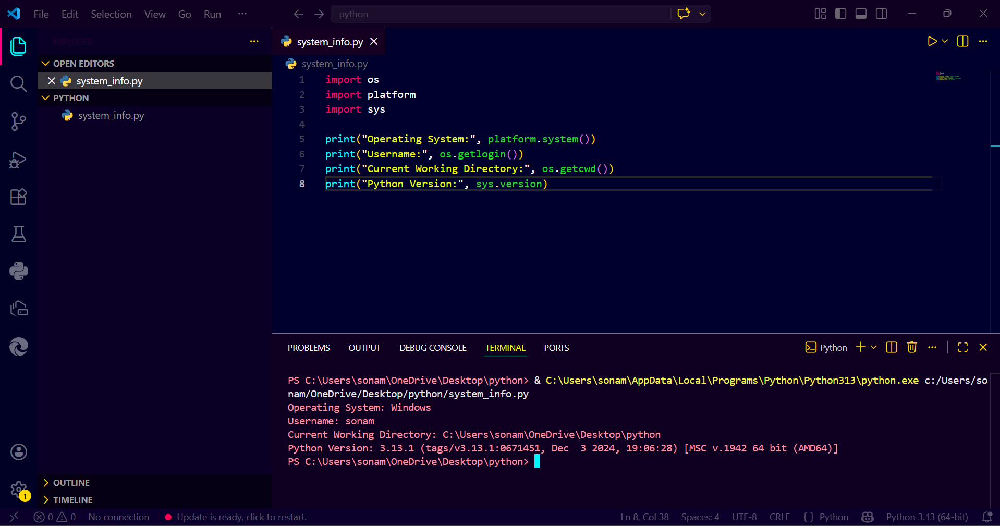 File Edit Selection View Go Run ···
python
EXPLORER
OPEN EDITORS
system_info.py
PYTHON
system_info.py
OUTLINE
TIMELINE
system_info.py
system_info.py
1 import os
2 import platform
3 import sys
4
5 print("Operating System:", platform.system())
6 print("Username:", os.getlogin())
7 print("Current Working Directory:", os.getcwd())
8 print("Python Version:", sys.version)
PROBLEMS OUTPUT DEBUG CONSOLE TERMINAL PORTS
Python
PS C:\Users\sonam\OneDrive\Desktop\python> & C:\Users\sonam\AppData\Local\Programs\Python\Python313\python.exe c:/Users/so
nam/OneDrive/Desktop/python/system_info.py
Operating System: Windows
Username: sonam
Current Working Directory: C:\Users\sonam\OneDrive\Desktop\python
Python Version: 3.13.1 (tags/v3.13.1:0671451, Dec  3 2024, 19:06:28) [MSC v.1942 64 bit (AMD64)]
PS C:\Users\sonam\OneDrive\Desktop\python>
1
0 0 No connection Update is ready, click to restart. Ln 8, Col 38 Spaces: 4 UTF-8 CRLF { } Python Python 3.13 (64-bit)